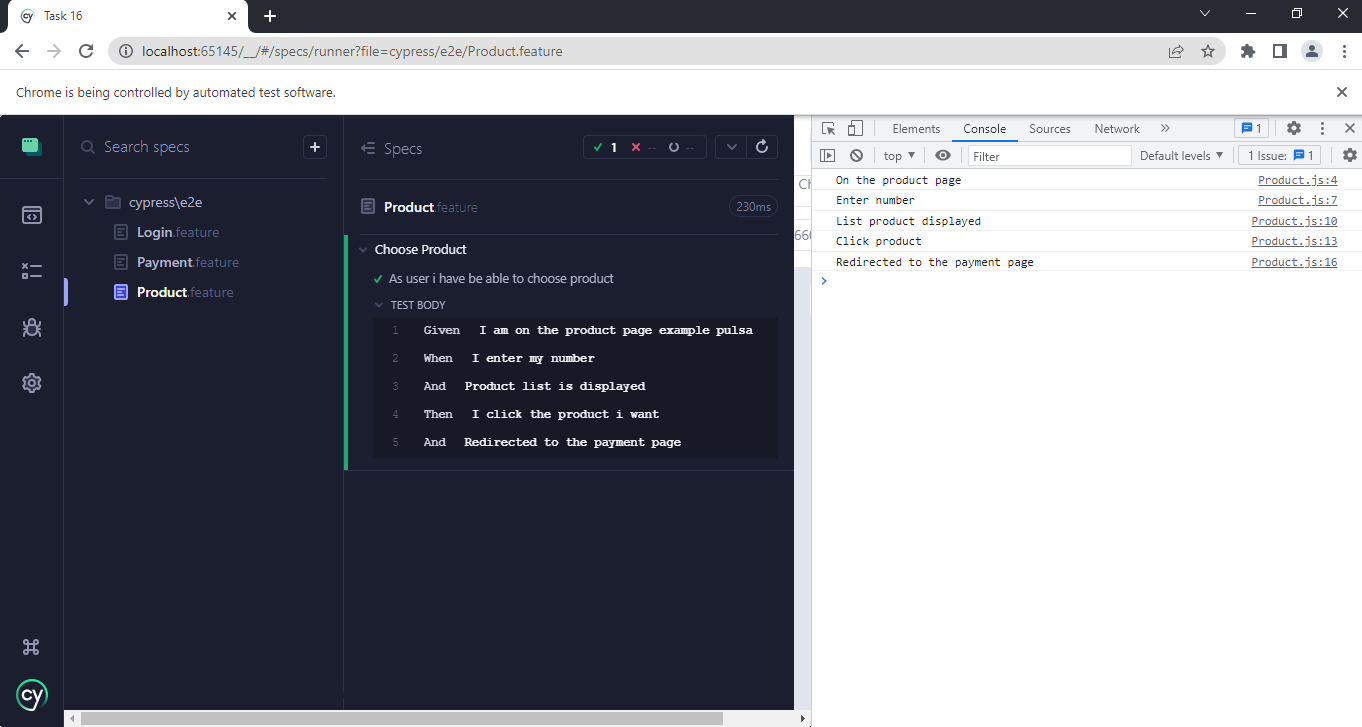 Task 16
localhost:65145/__/#/specs/runner?file=cypress/e2e/Product.feature
Chrome is being controlled by automated test software.
Search specs
+
cypress\e2e
Login.feature
Payment.feature
Product.feature
cy
Specs
1 -- --
Product.feature 230ms
Choose Product
As user i have be able to choose product
TEST BODY
1 Given I am on the product page example pulsa
2 When I enter my number
3 And Product list is displayed
4 Then I click the product i want
5 And Redirected to the payment page
Elements Console Sources Network 1
top Filter Default levels 1 Issue: 1
On the product page Product.js:4
Enter number Product.js:7
List product displayed Product.js:10
Click product Product.js:13
Redirected to the payment page Product.js:16